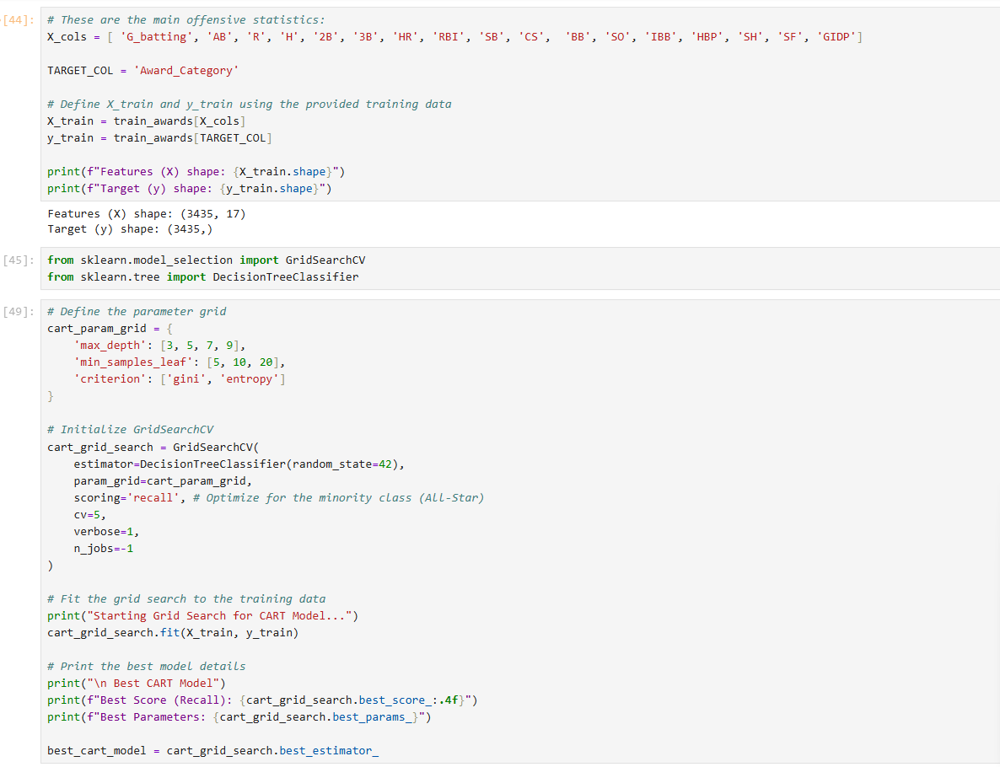 [44]: # These are the main offensive statistics:
X_cols = [ 'G_batting', 'AB', 'R', 'H', '2B', '3B', 'HR', 'RBI', 'SB', 'CS',  'BB', 'SO', 'IBB', 'HBP', 'SH', 'SF', 'GIDP']
TARGET_COL = 'Award_Category'
# Define X_train and y_train using the provided training data
X_train = train_awards[X_cols]
y_train = train_awards[TARGET_COL]
print(f"Features (X) shape: {X_train.shape}")
print(f"Target (y) shape: {y_train.shape}")
Features (X) shape: (3435, 17)
Target (y) shape: (3435,)
[45]: from sklearn.model_selection import GridSearchCV
from sklearn.tree import DecisionTreeClassifier
[49]: # Define the parameter grid
cart_param_grid = {
    'max_depth': [3, 5, 7, 9],
    'min_samples_leaf': [5, 10, 20],
    'criterion': ['gini', 'entropy']
}
# Initialize GridSearchCV
cart_grid_search = GridSearchCV(
    estimator=DecisionTreeClassifier(random_state=42),
    param_grid=cart_param_grid,
    scoring='recall', # Optimize for the minority class (All-Star)
    cv=5,
    verbose=1,
    n_jobs=-1
)
# Fit the grid search to the training data
print("Starting Grid Search for CART Model...")
cart_grid_search.fit(X_train, y_train)
# Print the best model details
print("\n Best CART Model")
print(f"Best Score (Recall): {cart_grid_search.best_score_:.4f}")
print(f"Best Parameters: {cart_grid_search.best_params_}")
best_cart_model = cart_grid_search.best_estimator_